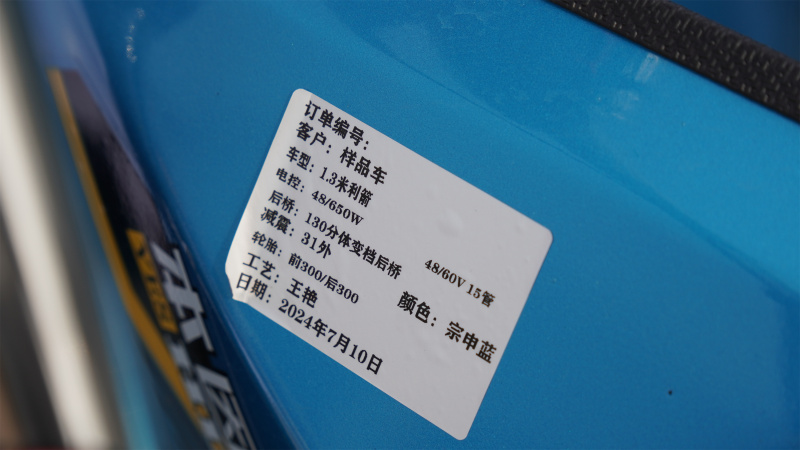 订单编号：
客户：样品车
车型：1.3米利箭
电控：48/650W 48/60V 15管
后桥：130分体变档后桥
减震：31外
轮胎：前300/后300 颜色：宗申蓝
工艺：王艳
日期：2024年7月10日